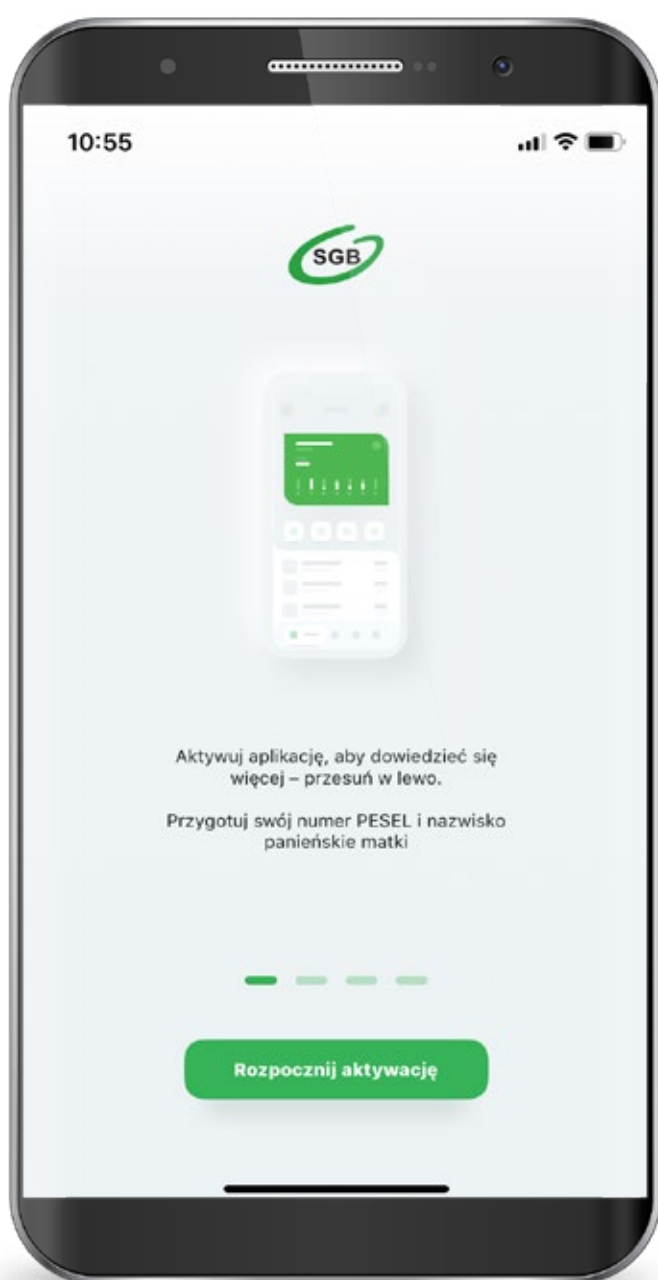 10:55
SGB
Aktywuj aplikację, aby dowiedzieć się
więcej – przesuń w lewo.
Przygotuj swój numer PESEL i nazwisko
panieńskie matki
Rozpocznij aktywację